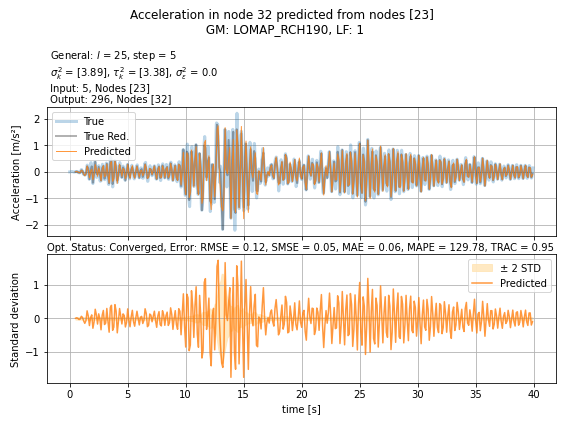 Acceleration in node 32 predicted from nodes [23]
GM: LOMAP_RCH190, LF: 1
General: l = 25, step = 5
σ²ₖ = [3.89], τ²ₖ = [3.38], σ²ε = 0.0
Input: 5, Nodes [23]
Output: 296, Nodes [32]
True
True Red.
Predicted
Acceleration [m/s²]
2
1
0
−1
−2
Opt. Status: Converged, Error: RMSE = 0.12, SMSE = 0.05, MAE = 0.06, MAPE = 129.78, TRAC = 0.95
± 2 STD
Predicted
Standard deviation
1
0
−1
0 5 10 15 20 25 30 35 40
time [s]